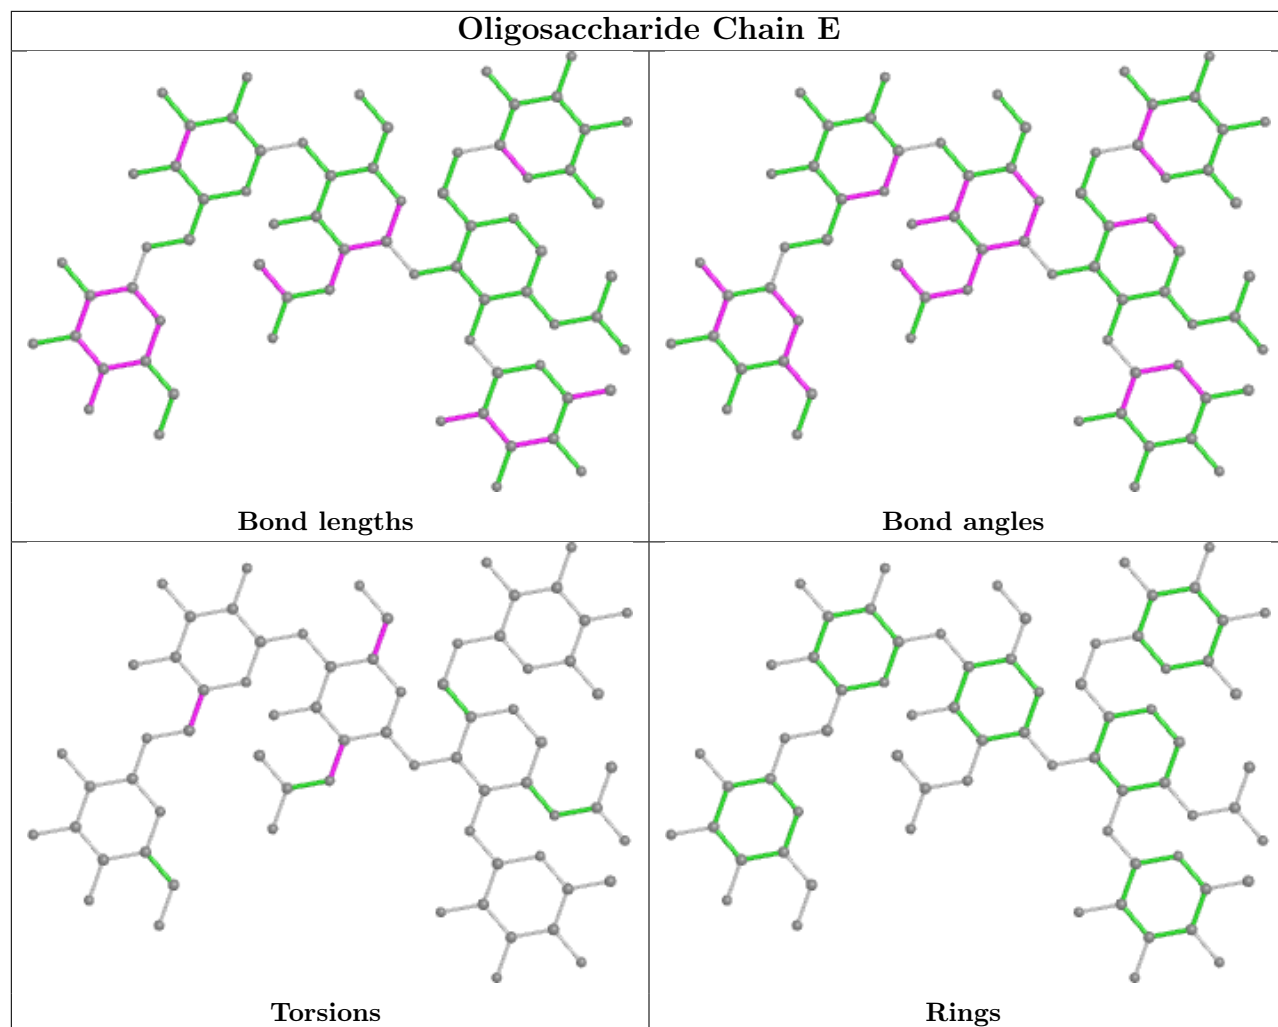 Oligosaccharide Chain E
Bond lengths
Bond angles
Torsions
Rings